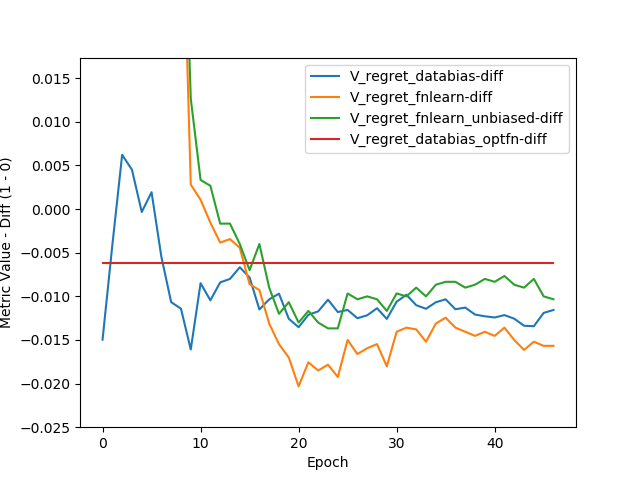 V_regret_databias-diff
V_regret_fnlearn-diff
V_regret_fnlearn_unbiased-diff
V_regret_databias_optfn-diff
Metric Value - Diff (1 - 0)
0.015
0.010
0.005
0.000
−0.005
−0.010
−0.015
−0.020
−0.025
0 10 20 30 40
Epoch